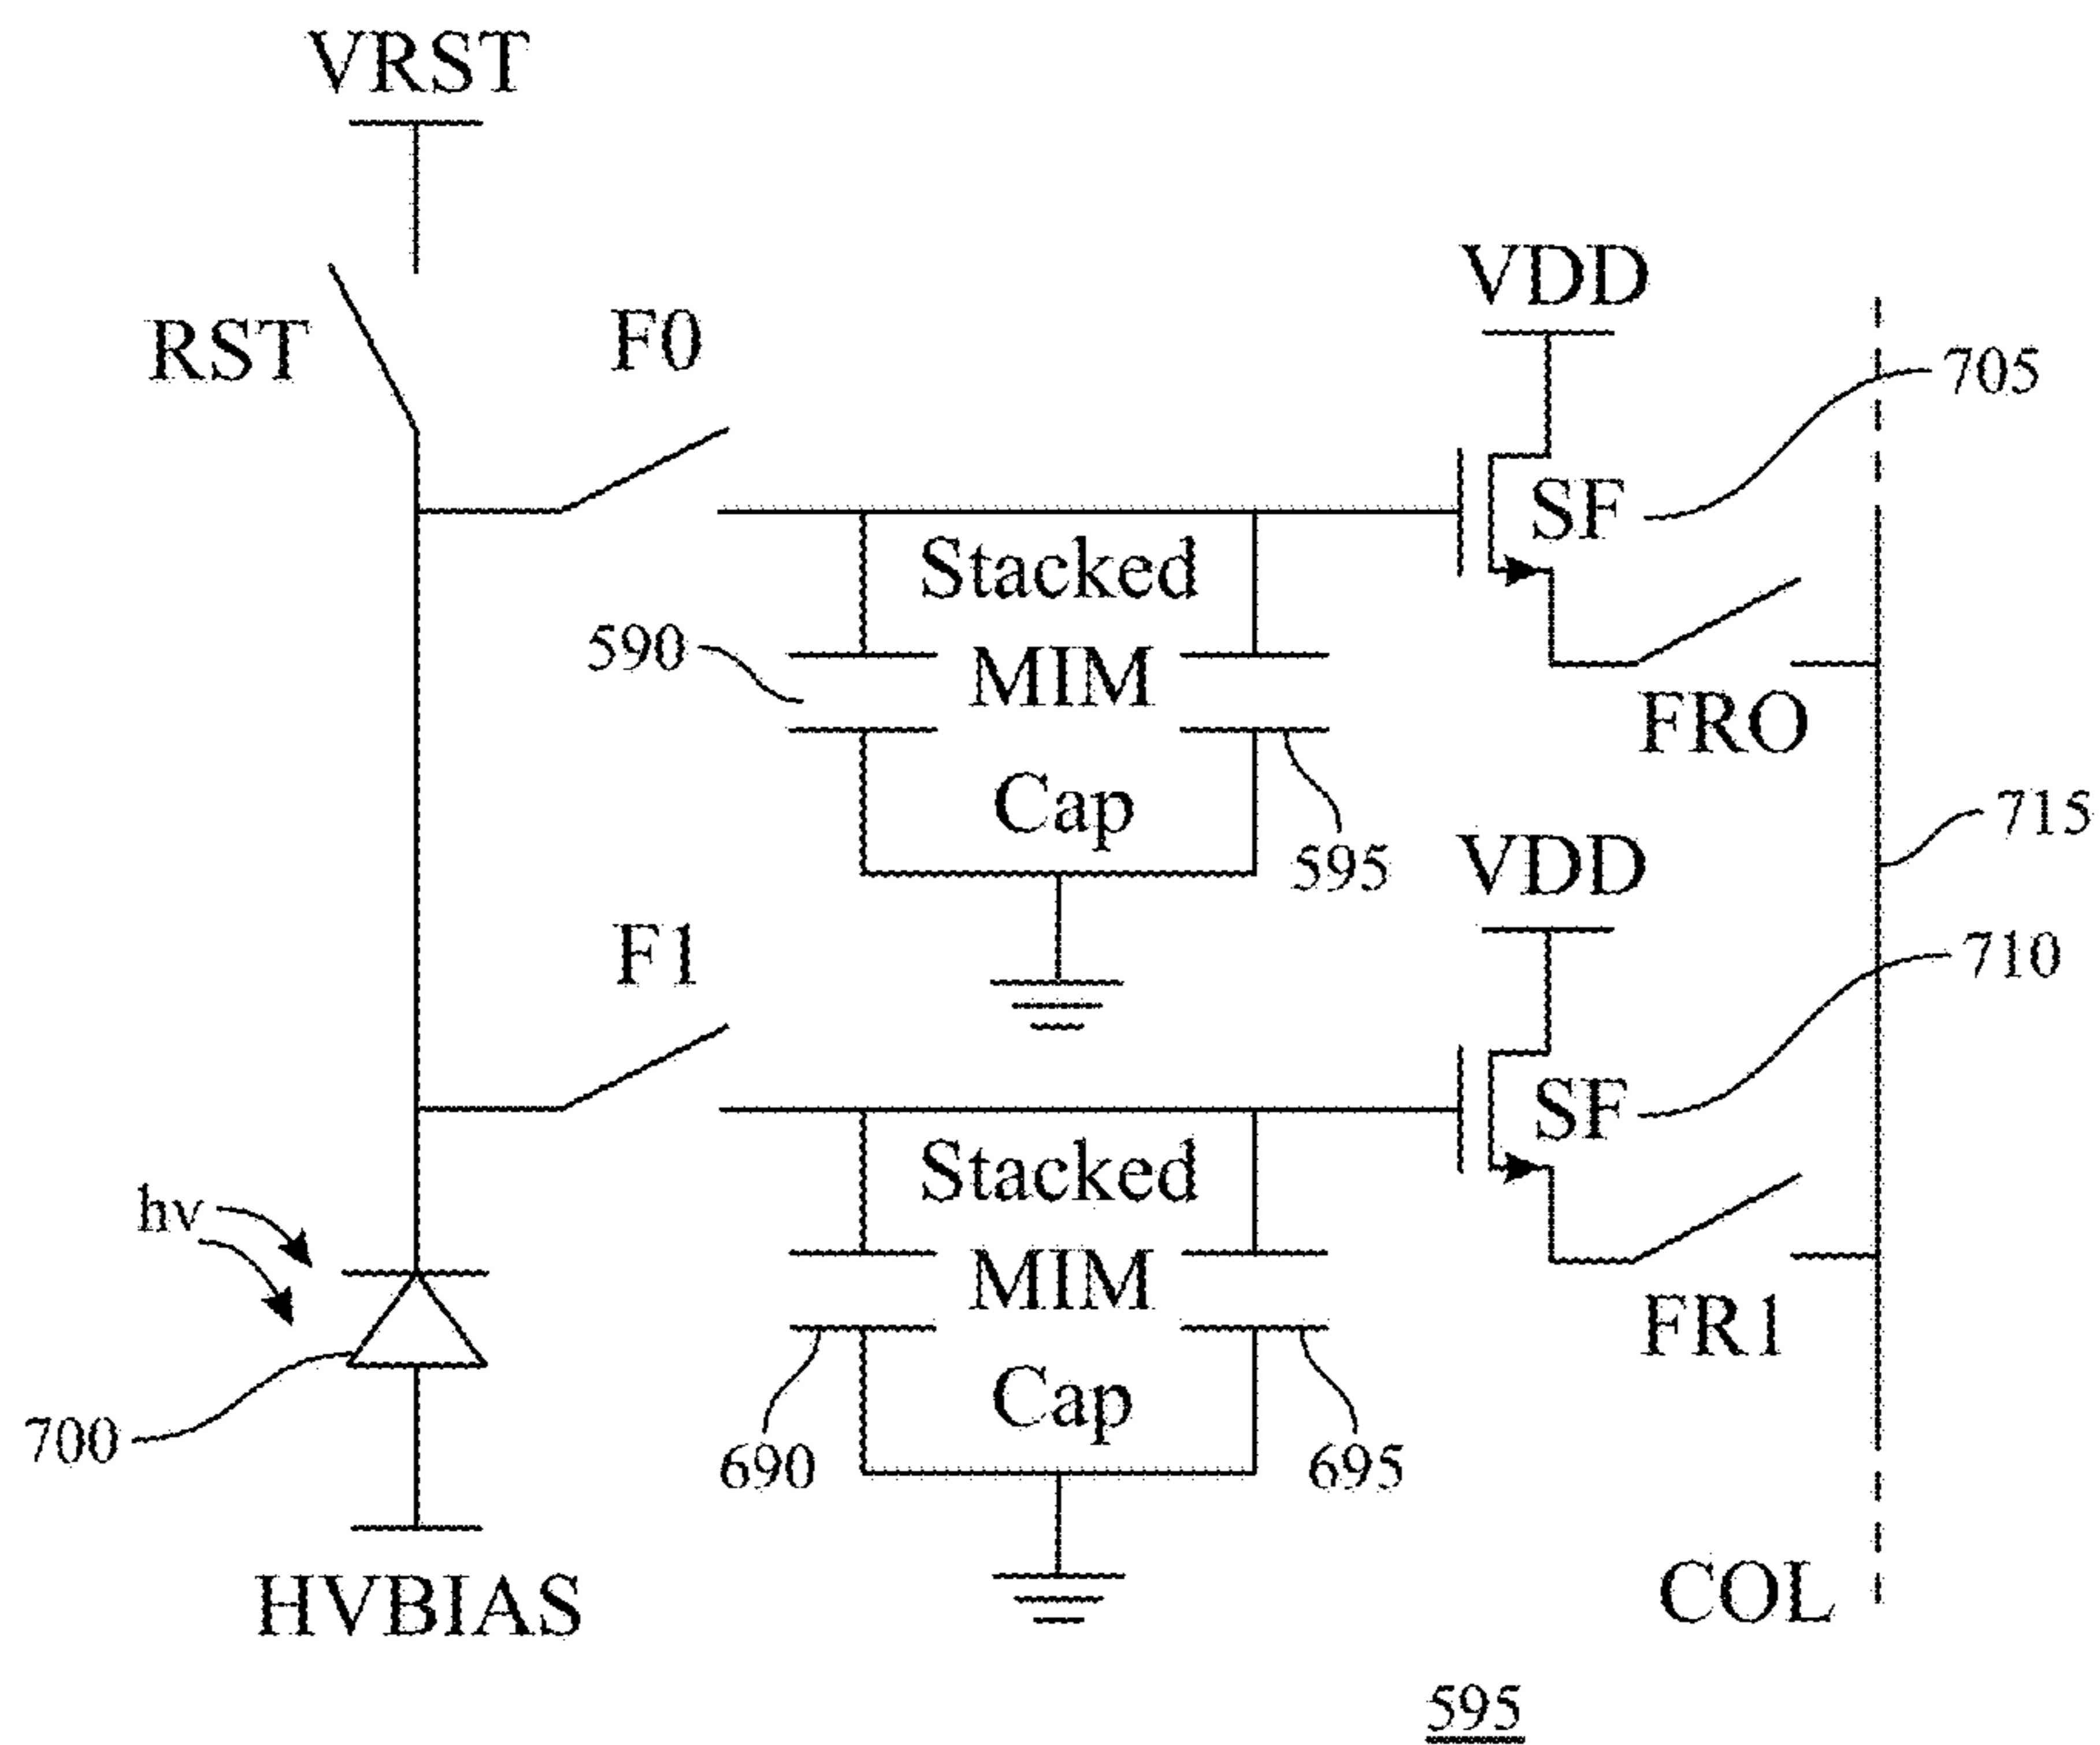 VRST
RST
F0
VDD
705
SF
Stacked
590
MIM
FRO
Cap
595
715
VDD
F1
710
SF
Stacked
hv
MIM
FR1
700
Cap
690
695
HVBIAS
COL
595